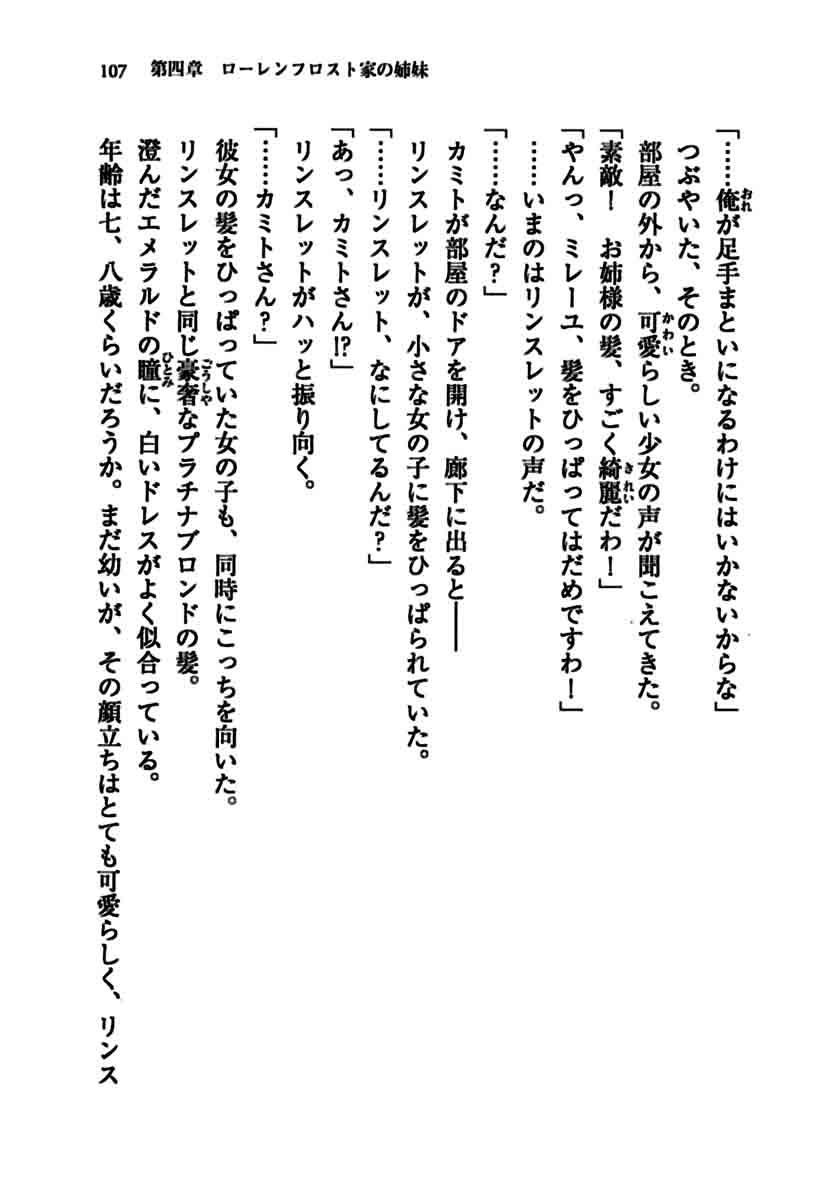 107　第四章　ローレンフロスト家の姉妹
「……俺が足手まといになるわけにはいかないからな」
つぶやいた、そのとき。
部屋の外から、可愛らしい少女の声が聞こえてきた。
「素敵！　お姉様の髪、すごく綺麗だわ！」
「やんっ、ミレーユ、髪をひっぱってはだめですわ！」
……いまのはリンスレットの声だ。
「……なんだ？」
カミトが部屋のドアを開け、廊下に出ると――
リンスレットが、小さな女の子に髪をひっぱられていた。
「……リンスレット、なにしてるんだ？」
「あっ、カミトさん!?」
リンスレットがハッと振り向く。
「……カミトさん？」
彼女の髪をひっぱっていた女の子も、同時にこっちを向いた。
リンスレットと同じ豪奢なプラチナブロンドの髪。
澄んだエメラルドの瞳に、白いドレスがよく似合っている。
年齢は七、八歳くらいだろうか。まだ幼いが、その顔立ちはとても可愛らしく、リンス